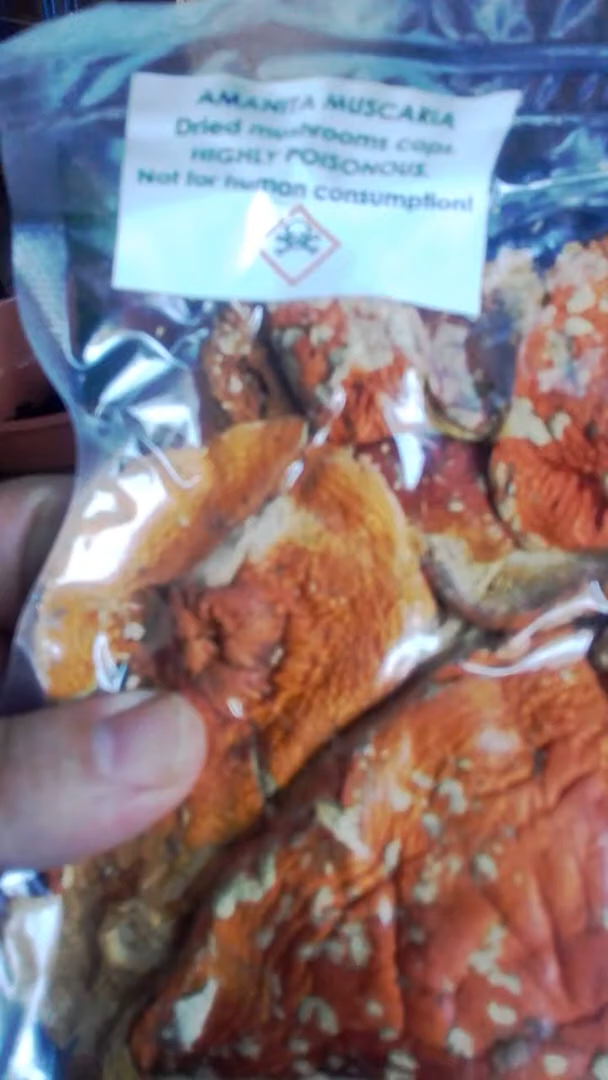 AMANITA MUSCARIA
Dried mushrooms caps
HIGHLY POISONOUS.
Not for human consumption!